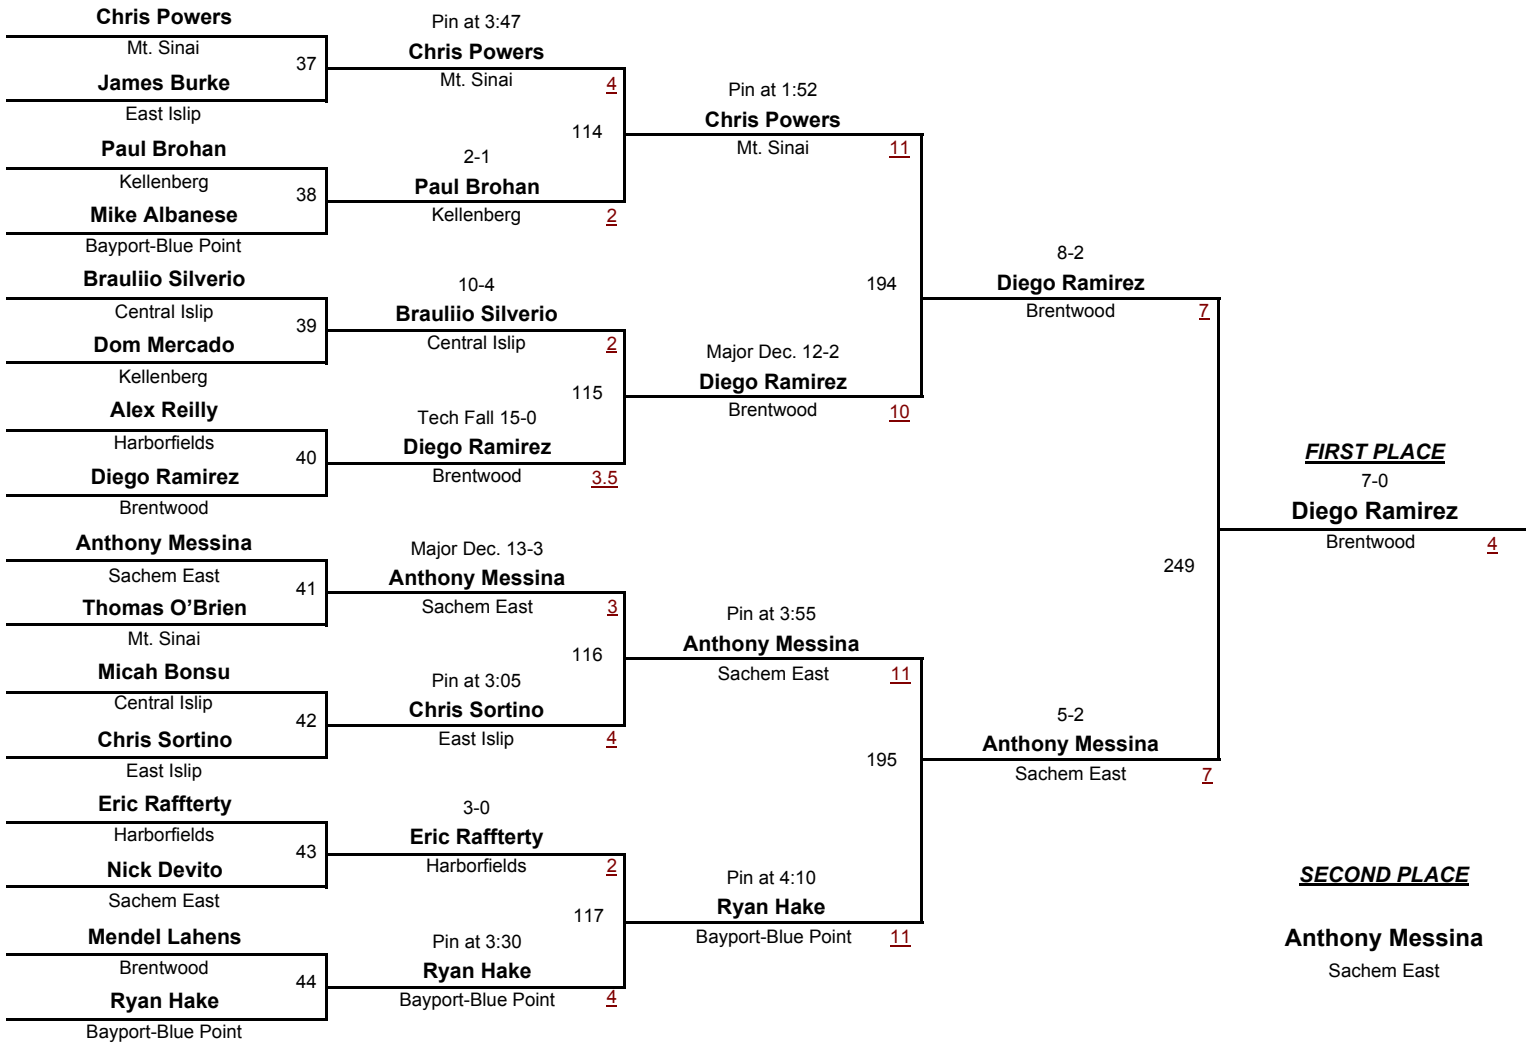 Chris Powers
Mt. Sinai
37
James Burke
East Islip
Paul Brohan
Kellenberg
38
Mike Albanese
Bayport-Blue Point
Brauliio Silverio
Central Islip
39
Dom Mercado
Kellenberg
Alex Reilly
Harborfields
40
Diego Ramirez
Brentwood
Anthony Messina
Sachem East
41
Thomas O'Brien
Mt. Sinai
Micah Bonsu
Central Islip
42
Chris Sortino
East Islip
Eric Raffterty
Harborfields
43
Nick Devito
Sachem East
Mendel Lahens
Brentwood
44
Ryan Hake
Bayport-Blue Point
Pin at 3:47
Chris Powers
Mt. Sinai
4
114
2-1
Paul Brohan
Kellenberg
2
10-4
Brauliio Silverio
Central Islip
2
115
Tech Fall 15-0
Diego Ramirez
Brentwood
3.5
Major Dec. 13-3
Anthony Messina
Sachem East
3
116
Pin at 3:05
Chris Sortino
East Islip
4
3-0
Eric Raffterty
Harborfields
2
117
Pin at 3:30
Ryan Hake
Bayport-Blue Point
4
Pin at 1:52
Chris Powers
Mt. Sinai
11
194
Major Dec. 12-2
Diego Ramirez
Brentwood
10
Pin at 3:55
Anthony Messina
Sachem East
11
195
Pin at 4:10
Ryan Hake
Bayport-Blue Point
11
8-2
Diego Ramirez
Brentwood
7
249
5-2
Anthony Messina
Sachem East
7
FIRST PLACE
7-0
Diego Ramirez
Brentwood
4
SECOND PLACE
Anthony Messina
Sachem East